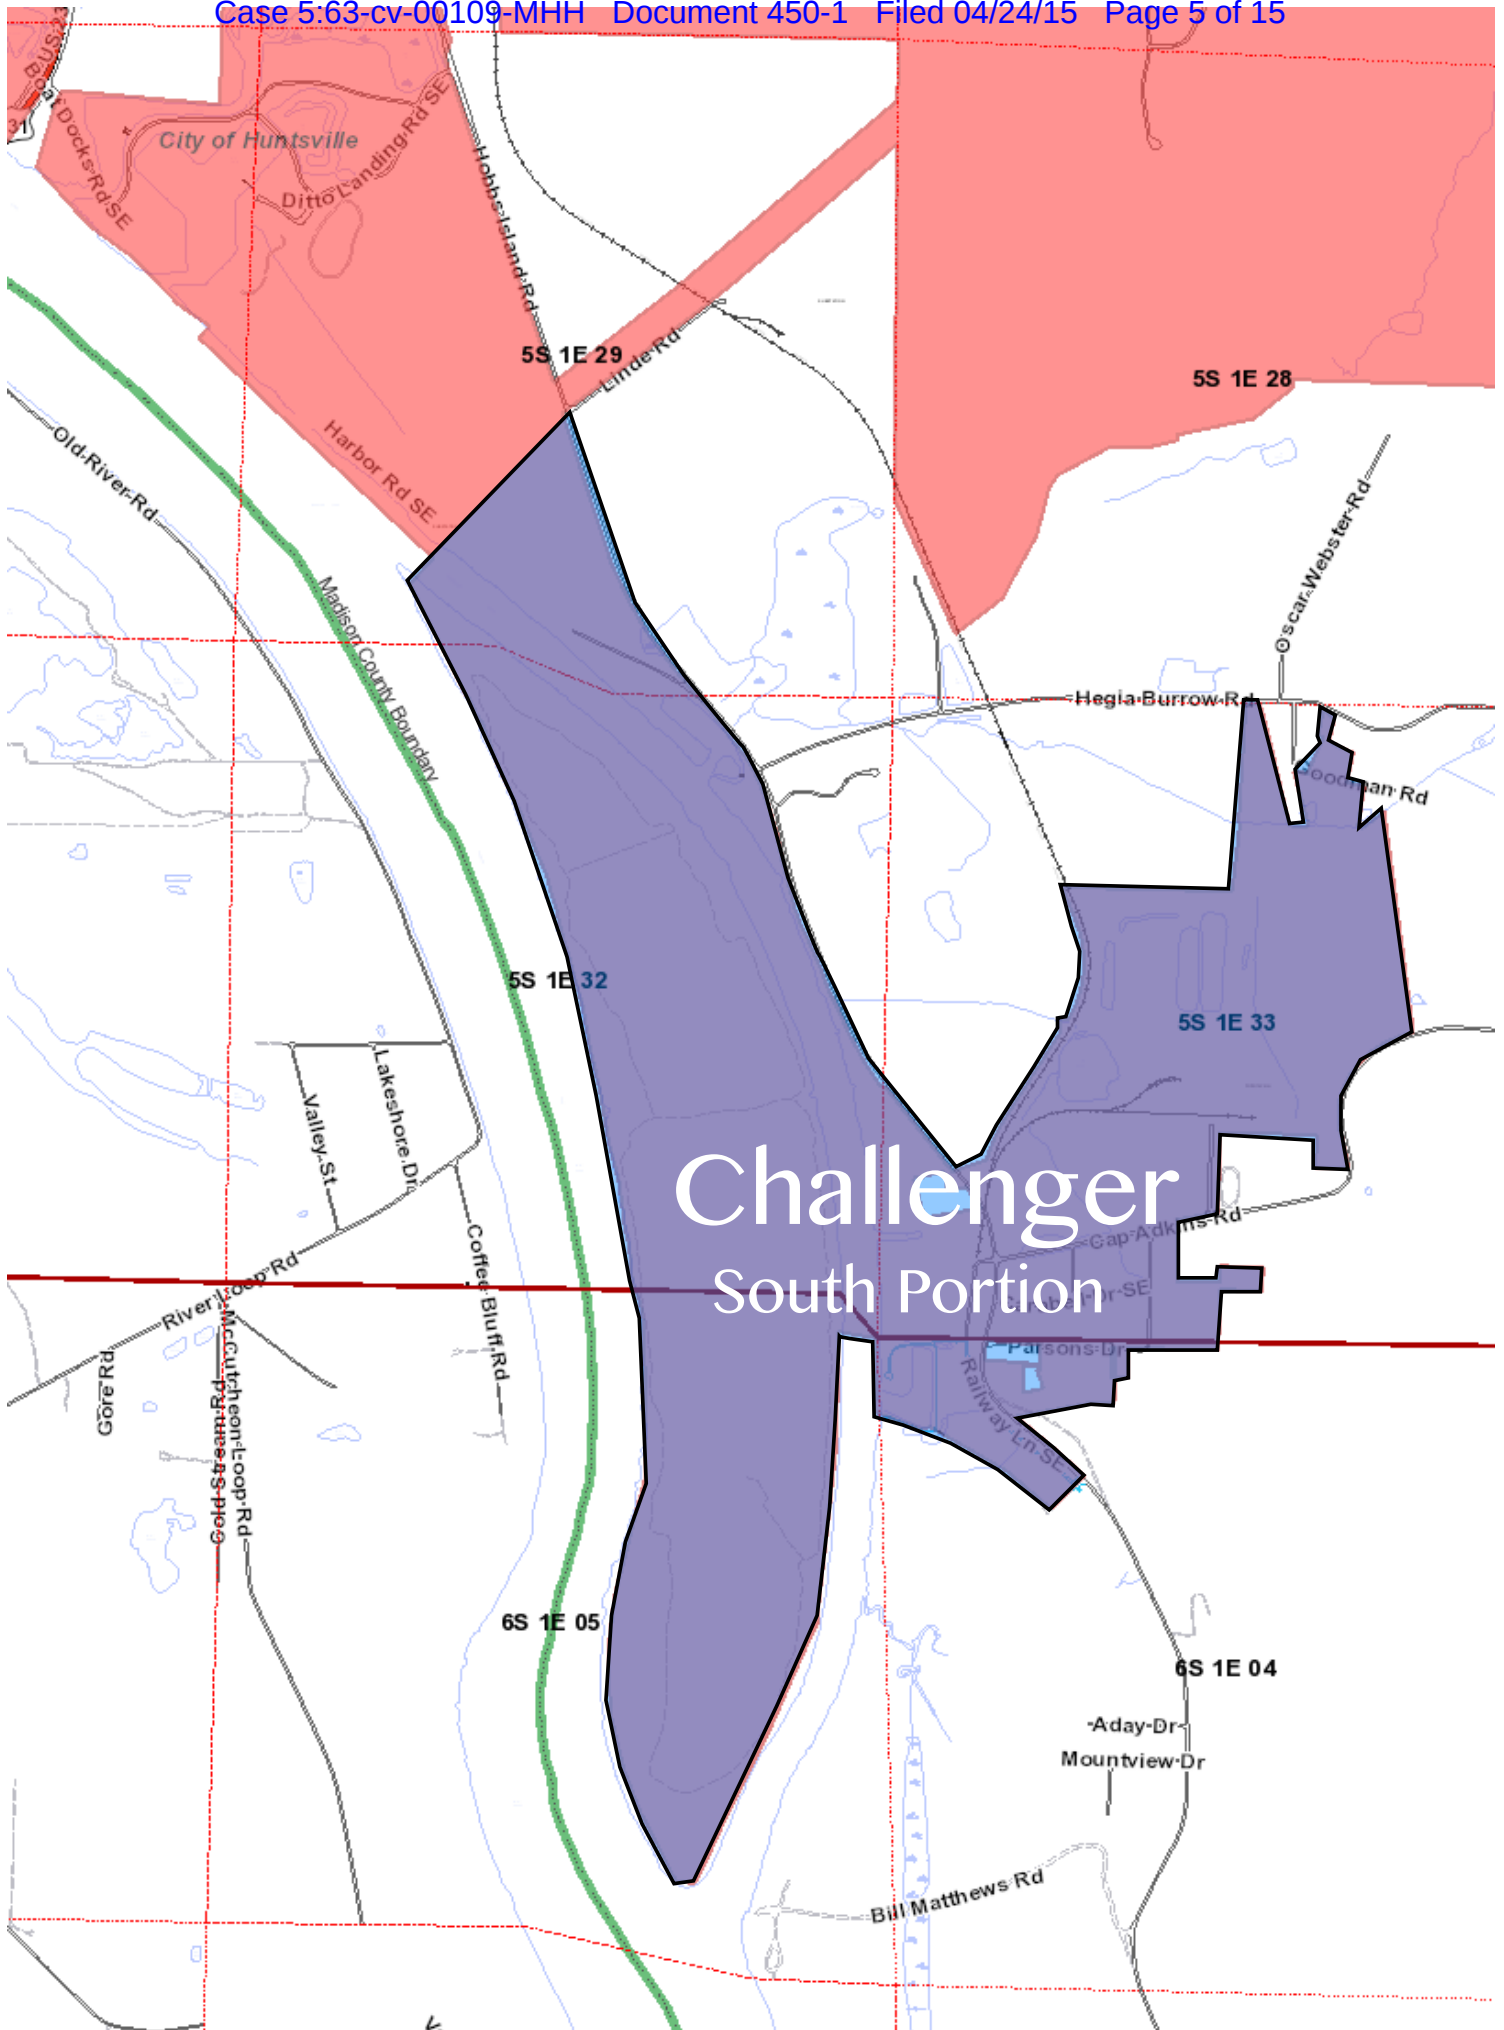 Case 5:63-cv-00109-MHH Document 450-1 Filed 04/24/15 Page 5 of 15
US 23
Boat Docks Rd SE
31
City of Huntsville
Ditto Landing Rd SE
Hobbs Island Rd
5S 1E 29
Linde Rd
5S 1E 28
Harbor Rd SE
Old River Rd
Madison County Boundary
Oscar Webster Rd
Hegia Burrow Rd
Goodman Rd
5S 1E 32
5S 1E 33
Lakeshore Dr
Valley St
Challenger
South Portion
Cap Adkins Rd
Coffee Bluff Rd
River Loop Rd
Parsons Dr
McCutcheon Loop Rd
Gore Rd
Railway Ln SE
6S 1E 05
6S 1E 04
Aday Dr
Mountview Dr
Bill Matthews Rd